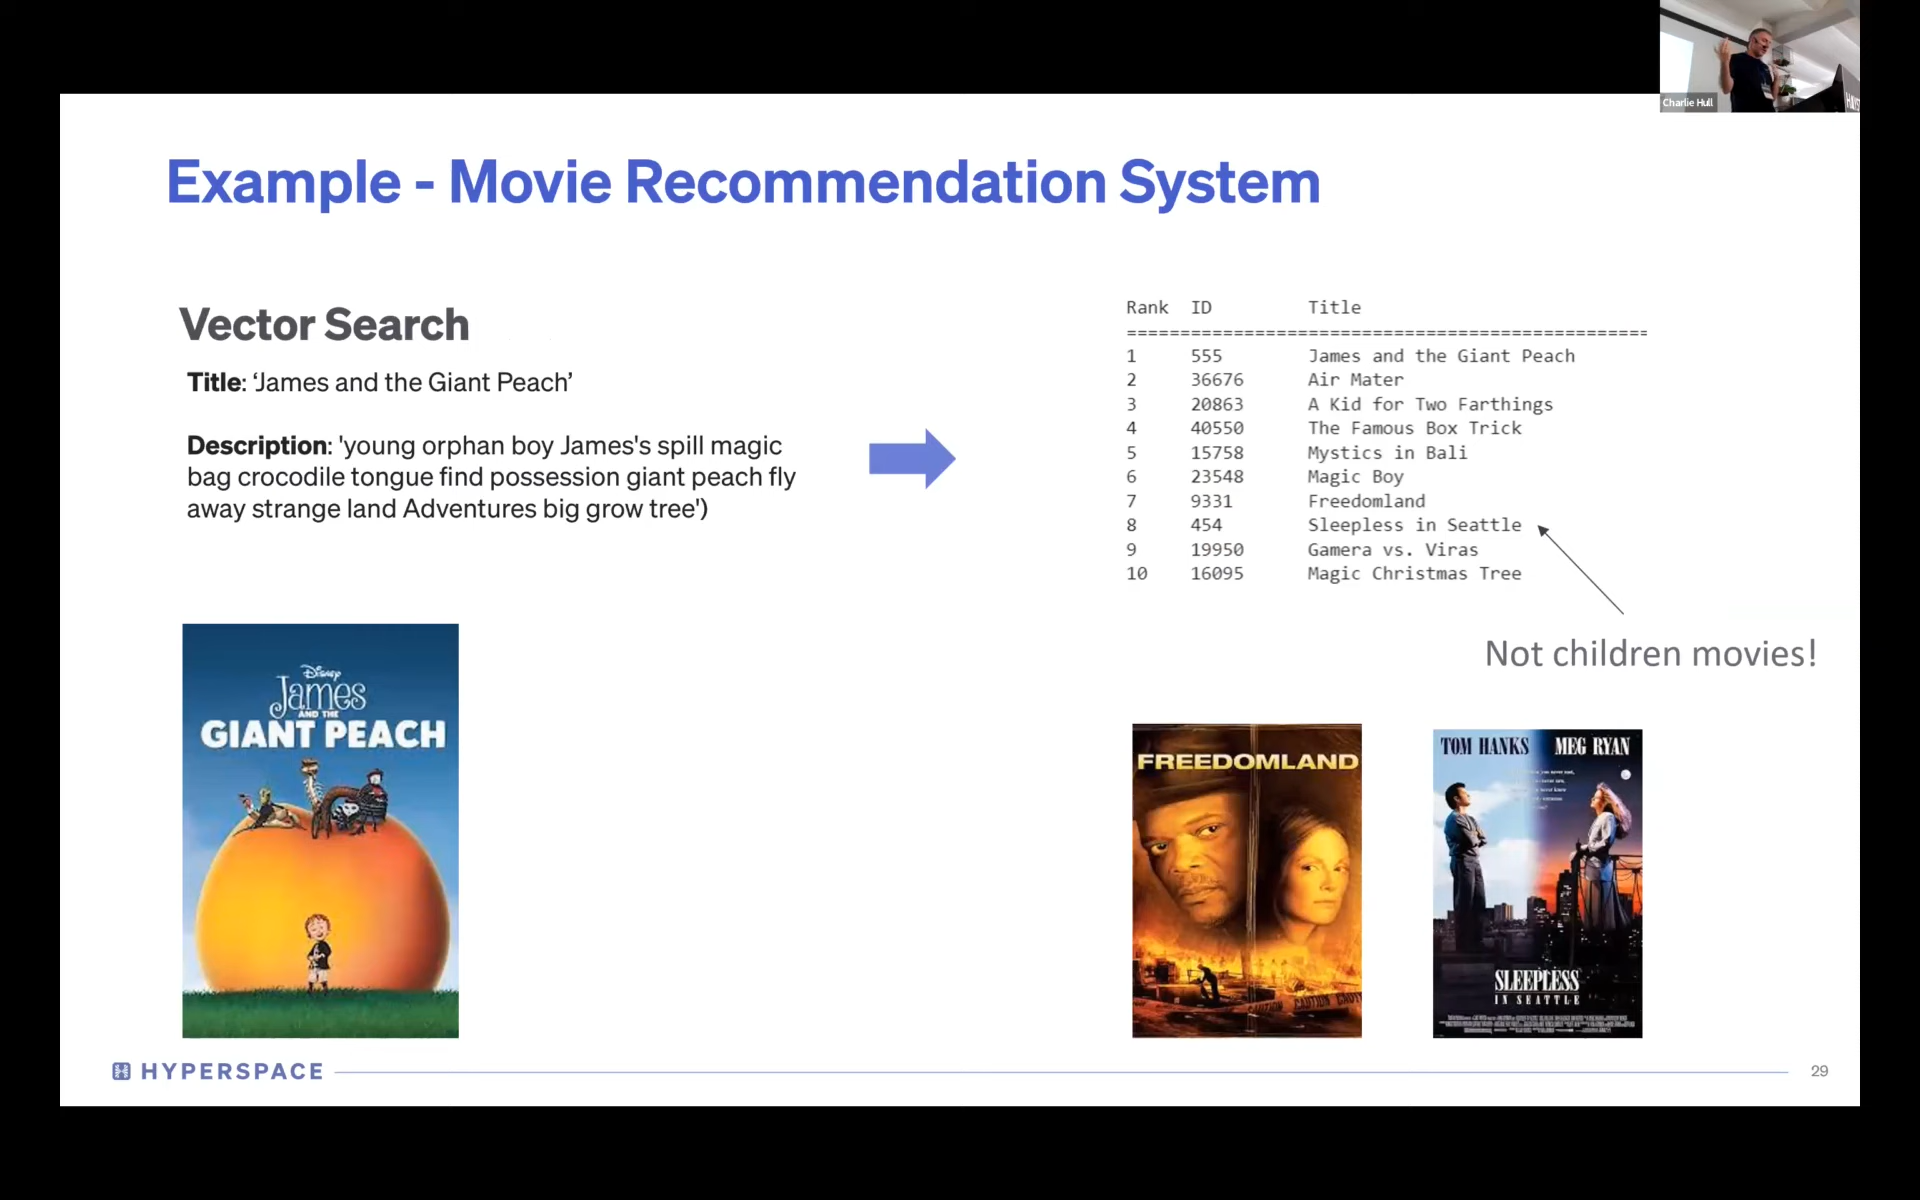 Charlie Hull
Example - Movie Recommendation System
Vector Search
Title: ‘James and the Giant Peach’
Description: 'young orphan boy James's spill magic
bag crocodile tongue find possession giant peach fly
away strange land Adventures big grow tree')
Rank ID Title
=================================================
1 555 James and the Giant Peach
2 36676 Air Mater
3 20863 A Kid for Two Farthings
4 40550 The Famous Box Trick
5 15758 Mystics in Bali
6 23548 Magic Boy
7 9331 Freedomland
8 454 Sleepless in Seattle
9 19950 Gamera vs. Viras
10 16095 Magic Christmas Tree
Not children movies!
Disney
James
AND THE
GIANT PEACH
FREEDOMLAND
CAUTION
TOM HANKS MEG RYAN
SLEEPLESS
IN SEATTLE
HYPERSPACE
29